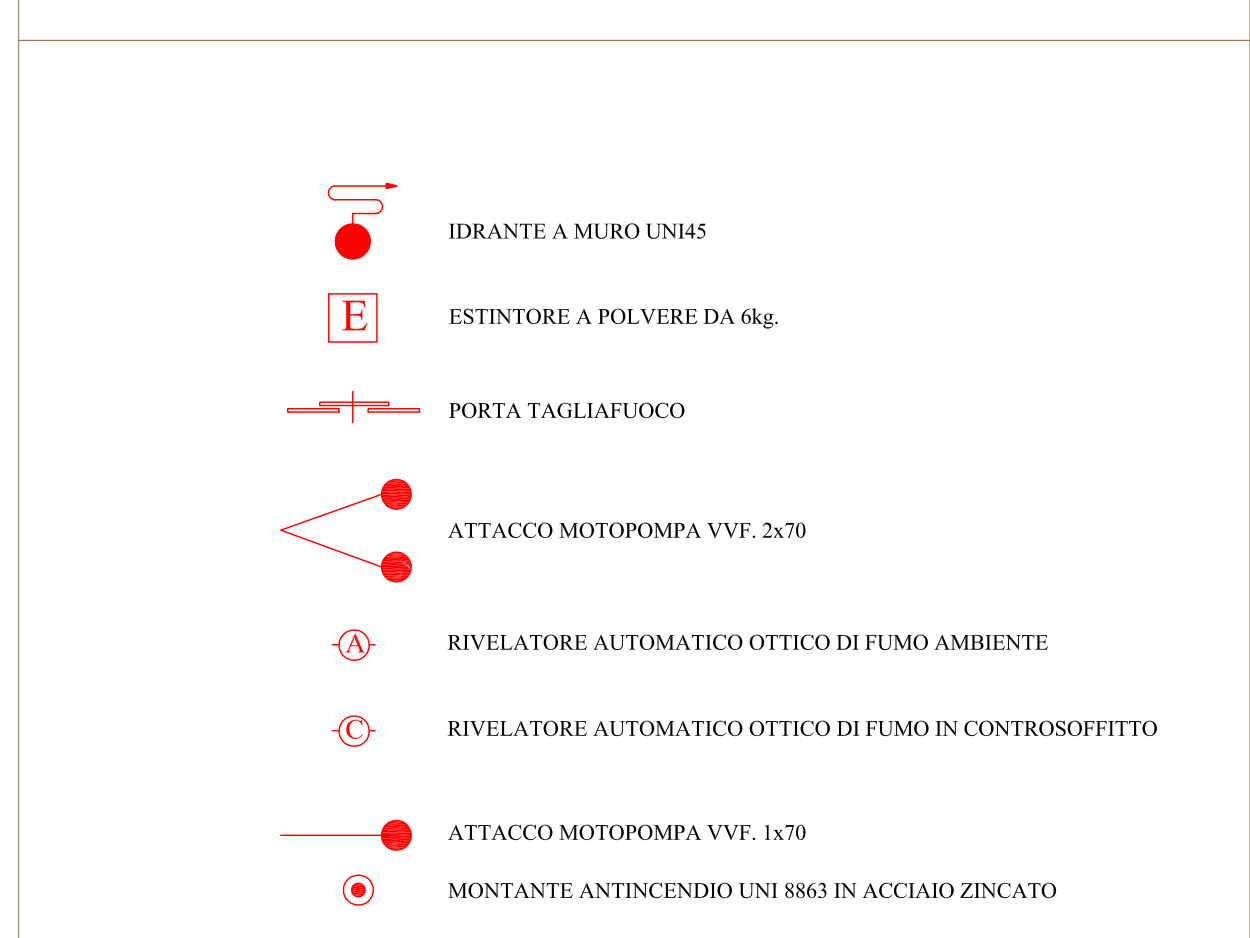 IDRANTE A MURO UNI45
E
ESTINTORE A POLVERE DA 6kg.
PORTA TAGLIAFUOCO
ATTACCO MOTOPOMPA VVF. 2x70
A
RIVELATORE AUTOMATICO OTTICO DI FUMO AMBIENTE
C
RIVELATORE AUTOMATICO OTTICO DI FUMO IN CONTROSOFFITTO
ATTACCO MOTOPOMPA VVF. 1x70
MONTANTE ANTINCENDIO UNI 8863 IN ACCIAIO ZINCATO